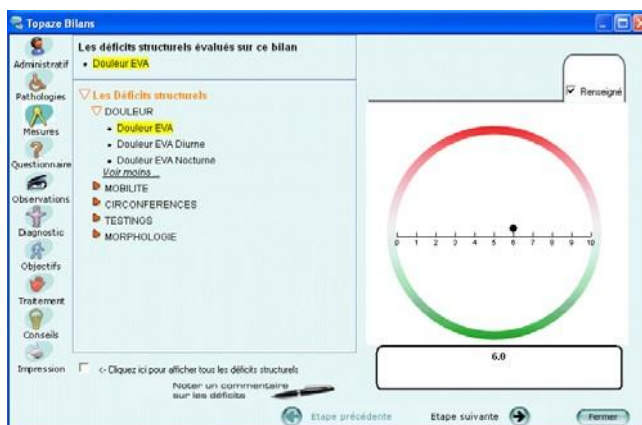 Topaze Bilans
Administratif
Pathologies
Mesures
Questionnaire
Observations
Diagnostic
Objectifs
Traitement
Conseils
Impression
Les déficits structurels évalués sur ce bilan
Douleur EVA
Les Déficits structurels
DOULEUR
Douleur EVA
Douleur EVA Diurne
Douleur EVA Nocturne
Voir moins ...
MOBILITE
CIRCONFERENCES
TESTINGS
MORPHOLOGIE
<- Cliquez ici pour afficher tous les déficits structurels
Noter un commentaire
sur les déficits
Renseigné
0 1 2 3 4 5 6 7 8 9 10
6.0
Etape précédente
Etape suivante
Fermer